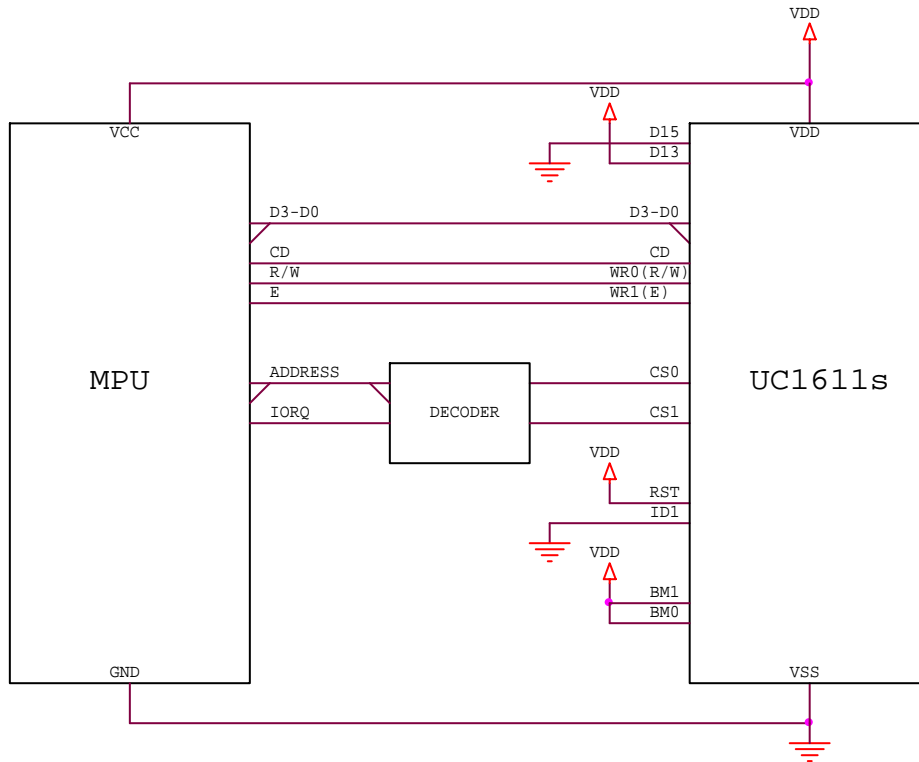 VDD
VDD
VCC
VDD
D15
D13
D3-D0
D3-D0
CD
CD
R/W
WR0(R/W)
E
WR1(E)
MPU
ADDRESS
CS0
UC1611s
DECODER
IORQ
CS1
VDD
RST
ID1
VDD
BM1
BM0
GND
VSS